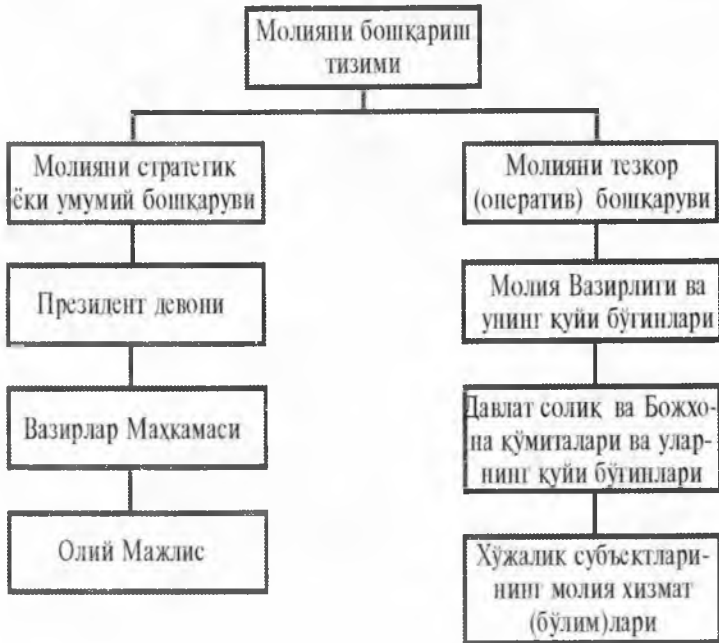 Молияни бошқариш
тизими
Молияни стратегик
ёки умумий бошқаруви
Президент девони
Вазирлар Маҳкамаси
Олий Мажлис
Молияни тезкор
(оператив) бошқаруви
Молия Вазирлиги ва
унинг қуйи бўғинлари
Давлат солиқ ва Божхо-
на қўмиталари ва улар-
нинг қуйи бўғинлари
Хўжалик субъектлари-
нинг молия хизмат
(бўлим)лари